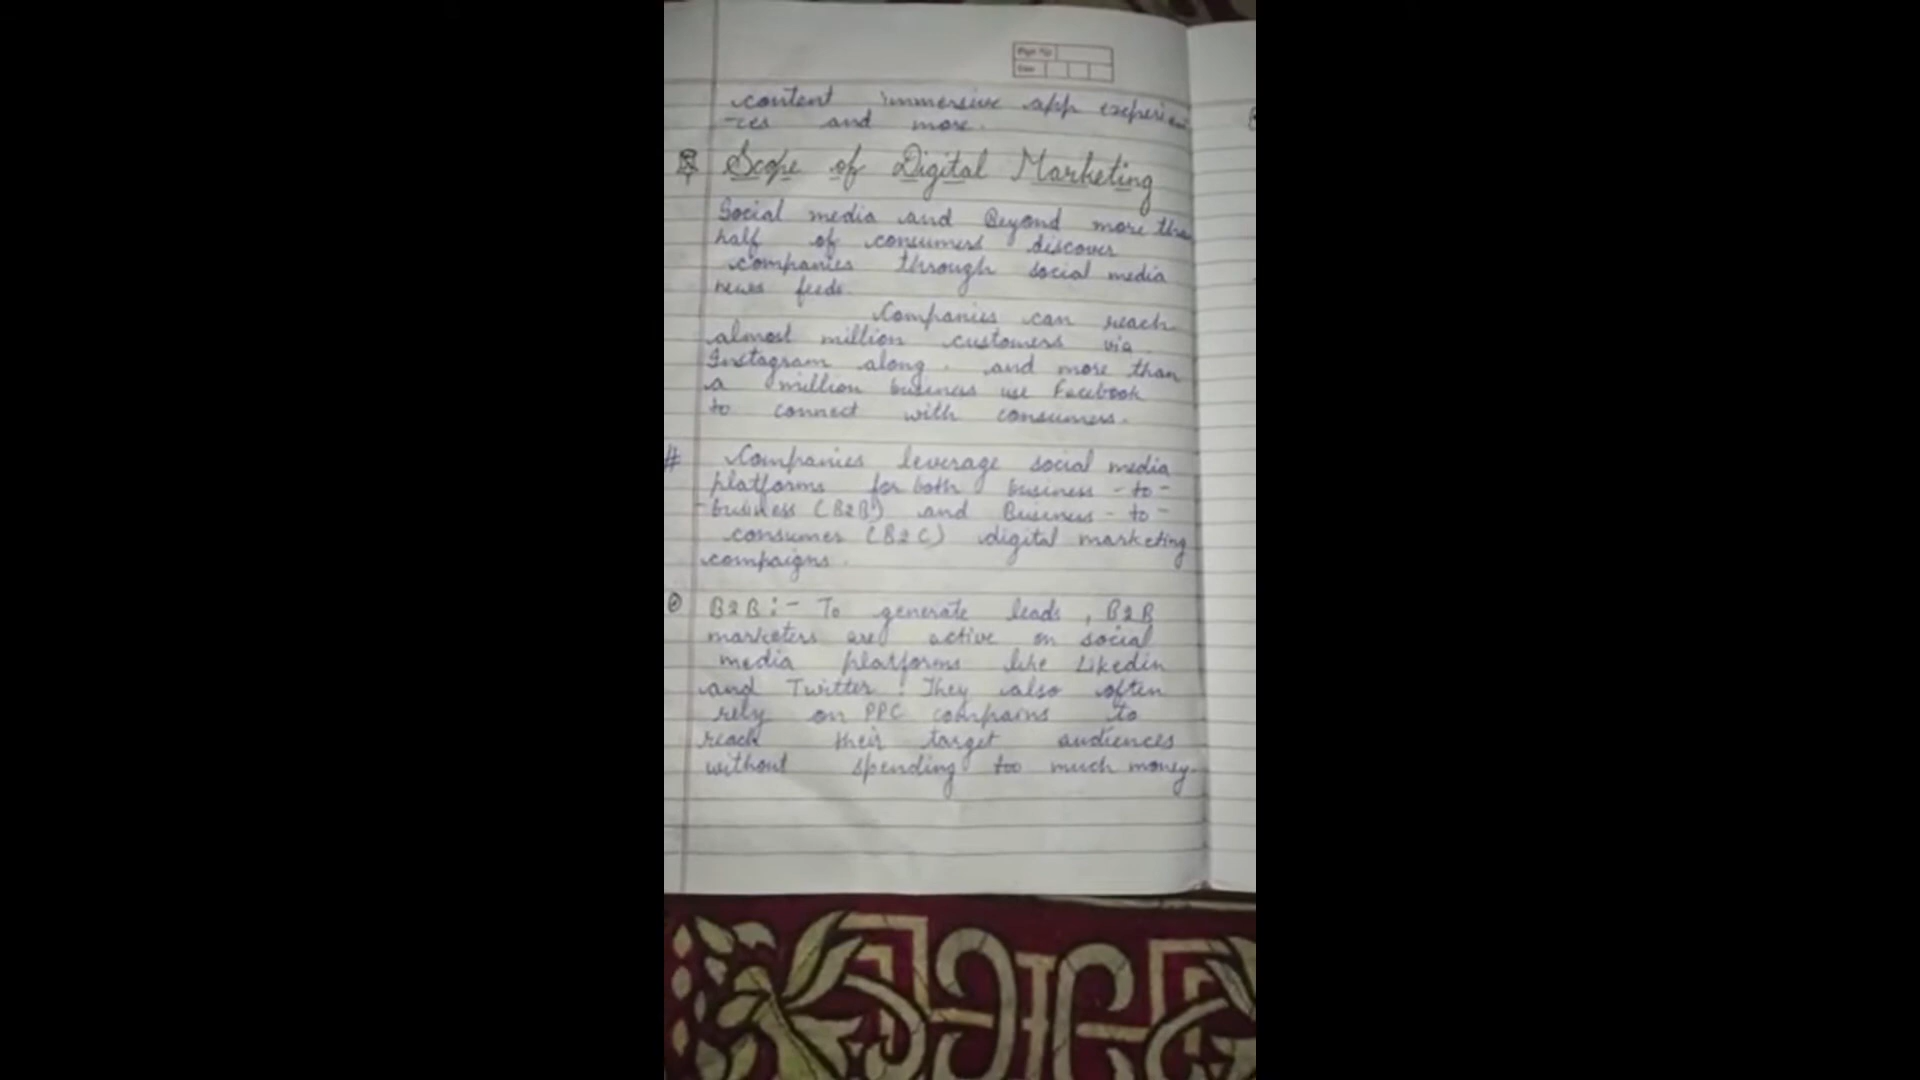 Page No
Date
content immersive app experien
-ces and more.
Scope of Digital Marketing
Social media and Beyond more than
half of consumers discover
companies through social media
news feeds.
Companies can reach
almost million customers via
Instagram along. and more than
a million business use Facebook
to connect with consumers.
# Companies leverage social media
platforms for both business - to -
- business (B2B) and Business - to -
consumer (B2C) digital marketing
compaigns.
B2B :- To generate leads, B2B
marketers are active on social
media platforms like Likedin
and Twitter. They also often
rely on PPC compains to
reach their target audiences
without spending too much money.